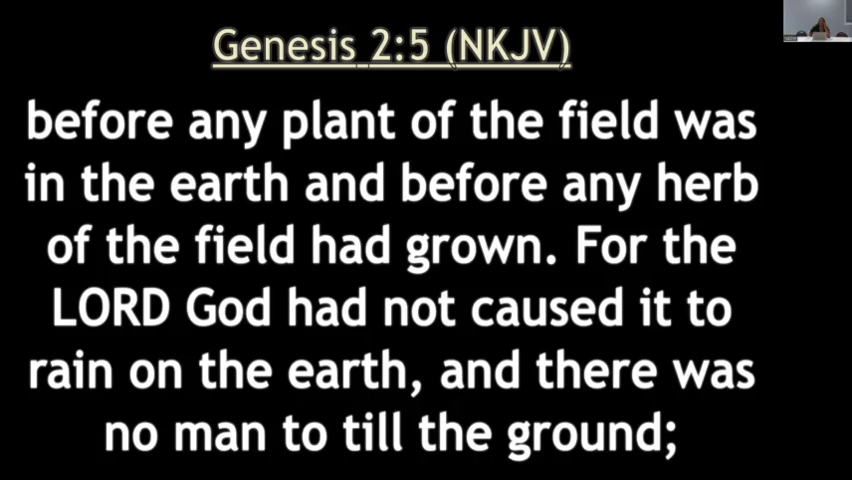 Genesis 2:5 (NKJV)
before any plant of the field was
in the earth and before any herb
of the field had grown. For the
LORD God had not caused it to
rain on the earth, and there was
no man to till the ground;